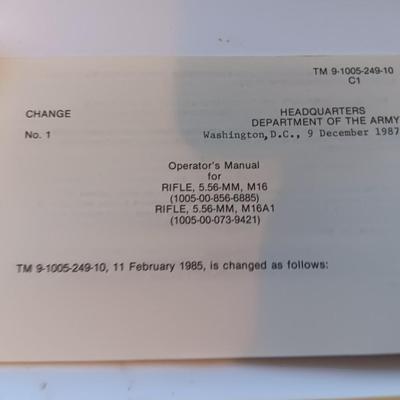 TM 9-1005-249-10
C1
CHANGE
No. 1
HEADQUARTERS
DEPARTMENT OF THE ARMY
Washington,D.C., 9 December 1987
Operator's Manual
for
RIFLE, 5.56-MM, M16
(1005-00-856-6885)
RIFLE, 5.56-MM, M16A1
(1005-00-073-9421)
TM 9-1005-249-10, 11 February 1985, is changed as follows: